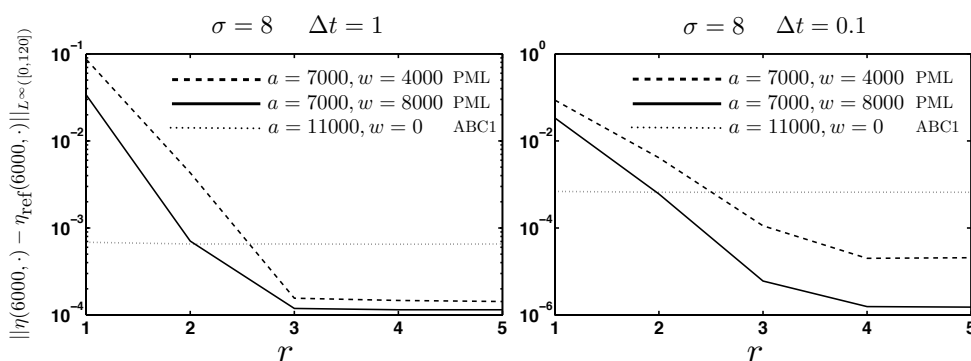 σ = 8 Δt = 1
||η(6000, ·) − η_ref(6000, ·)||_{L^∞([0,120])}
10^{-1}
10^{-2}
10^{-3}
10^{-4}
a = 7000, w = 4000 PML
a = 7000, w = 8000 PML
a = 11000, w = 0 ABC1
1 2 3 4 5
r
σ = 8 Δt = 0.1
10^{0}
10^{-2}
10^{-4}
10^{-6}
a = 7000, w = 4000 PML
a = 7000, w = 8000 PML
a = 11000, w = 0 ABC1
1 2 3 4 5
r